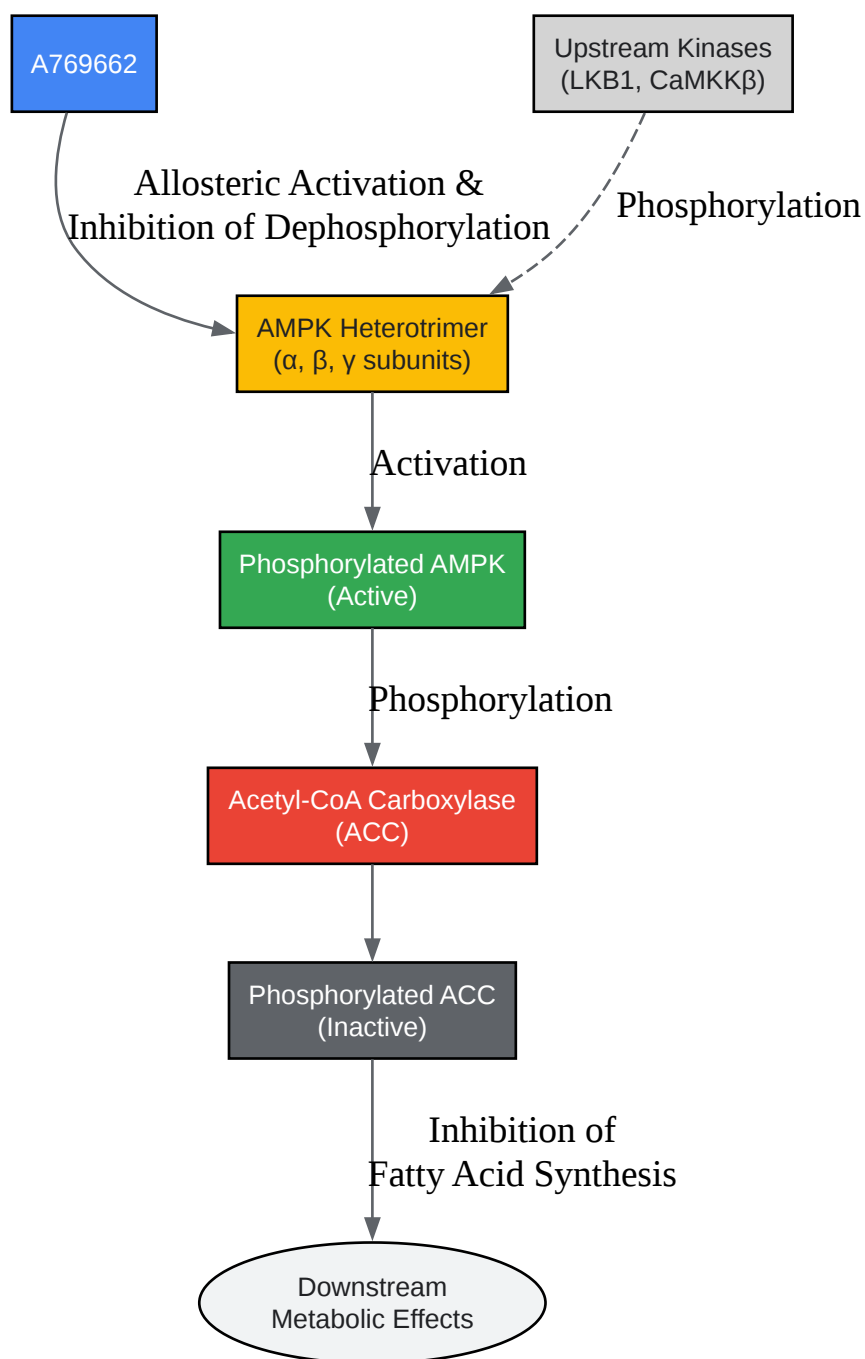 A769662
Upstream Kinases
(LKB1, CaMKKβ)
Allosteric Activation &
Inhibition of Dephosphorylation
Phosphorylation
AMPK Heterotrimer
(α, β, γ subunits)
Activation
Phosphorylated AMPK
(Active)
Phosphorylation
Acetyl-CoA Carboxylase
(ACC)
Phosphorylated ACC
(Inactive)
Inhibition of
Fatty Acid Synthesis
Downstream
Metabolic Effects